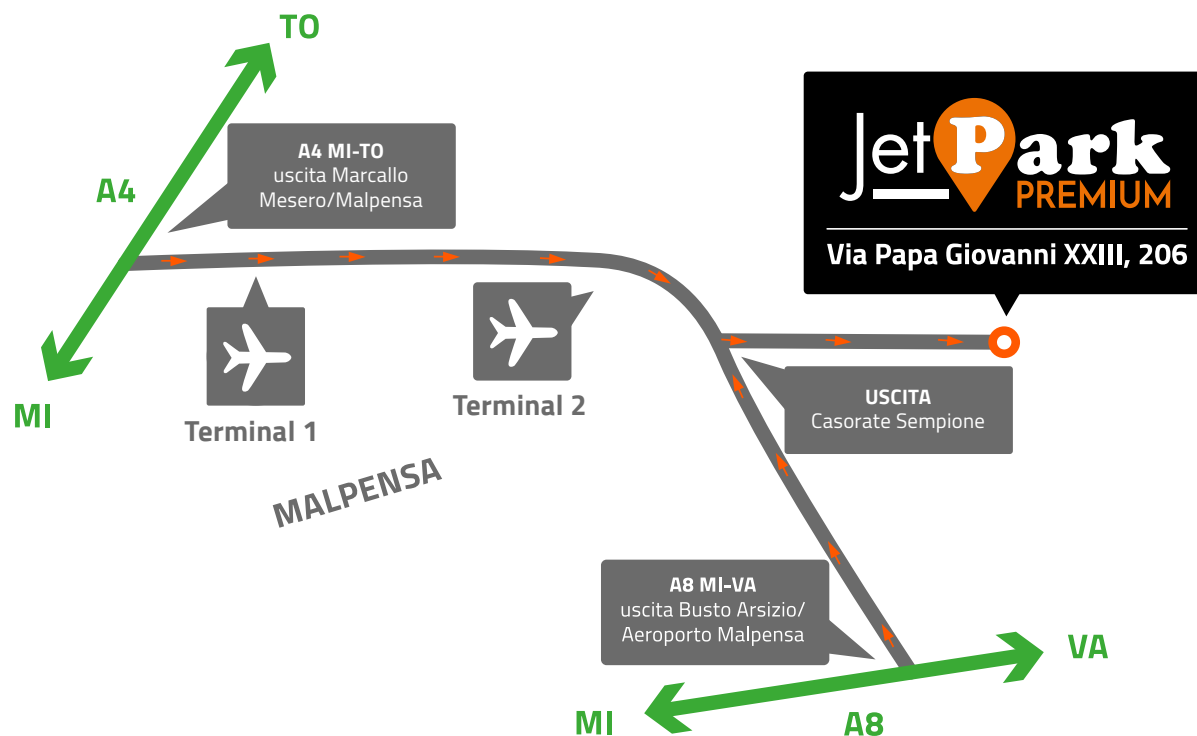 TO
A4 MI-TO
uscita Marcallo
Mesero/Malpensa
A4
JetPark
PREMIUM
Via Papa Giovanni XXIII, 206
MI
Terminal 1
Terminal 2
USCITA
Casorate Sempione
MALPENSA
A8 MI-VA
uscita Busto Arsizio/
Aeroporto Malpensa
VA
MI
A8